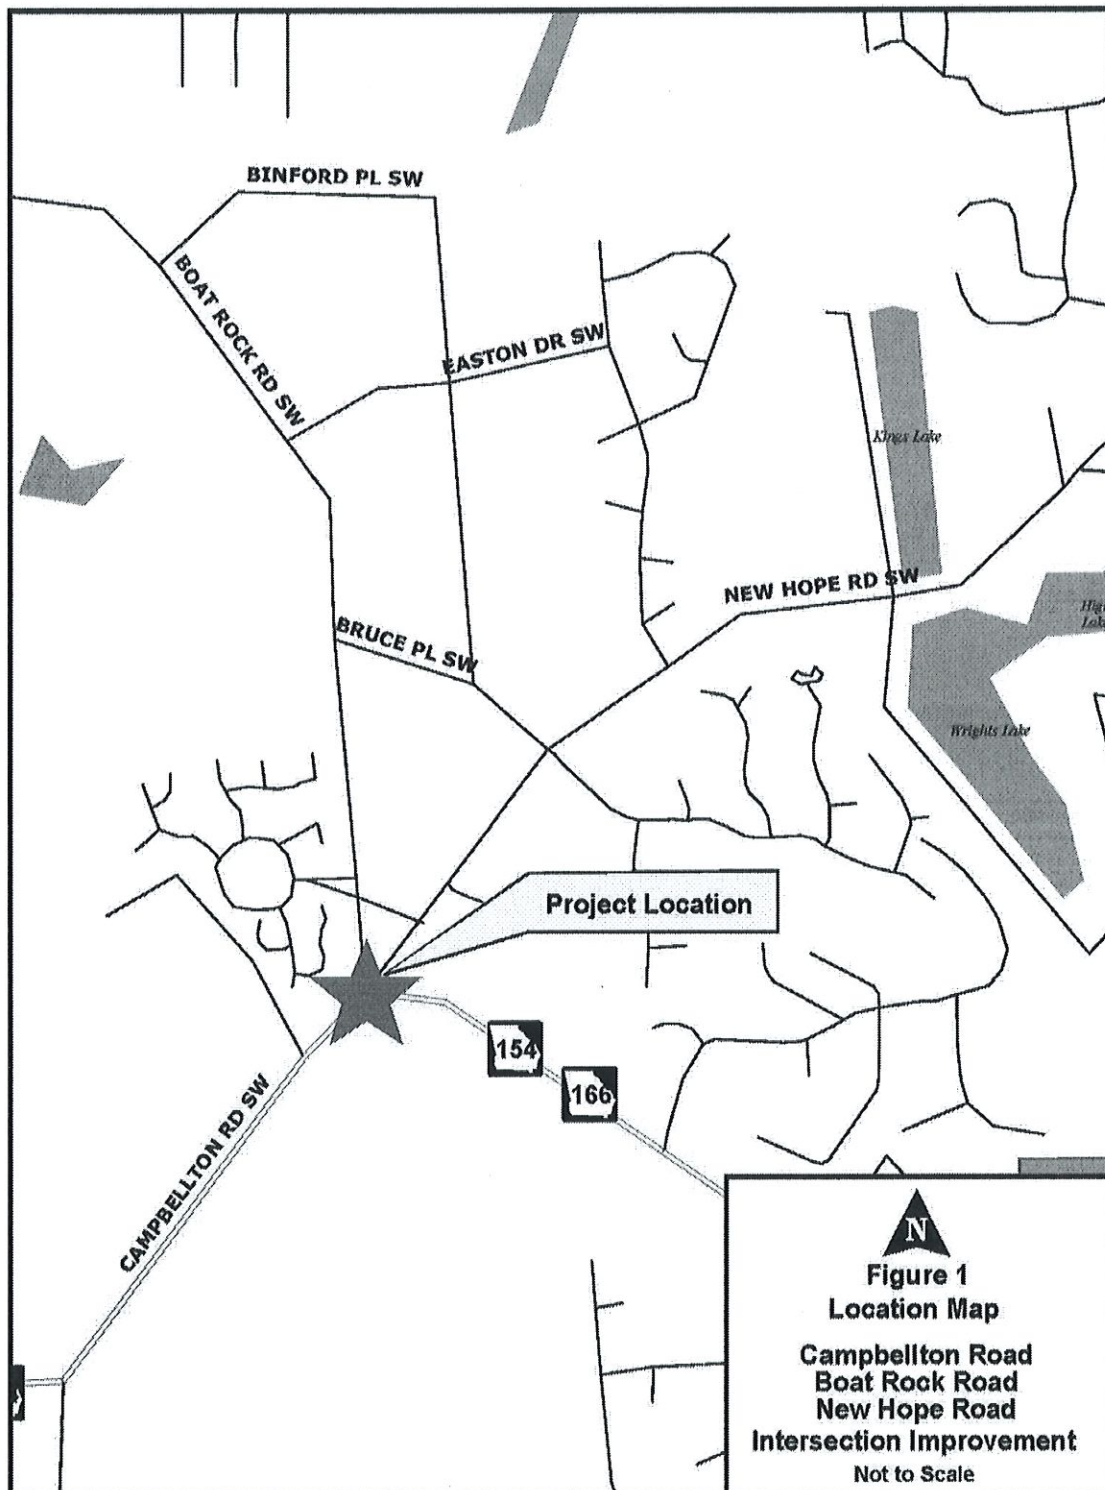 BINFORD PL SW
BOAT ROCK RD SW
EASTON DR SW
Kings Lake
NEW HOPE RD SW
BRUCE PL SW
Lake
Wrights Lake
Project Location
154
166
CAMPBELLTON RD SW
N
Figure 1
Location Map
Campbellton Road
Boat Rock Road
New Hope Road
Intersection Improvement
Not to Scale